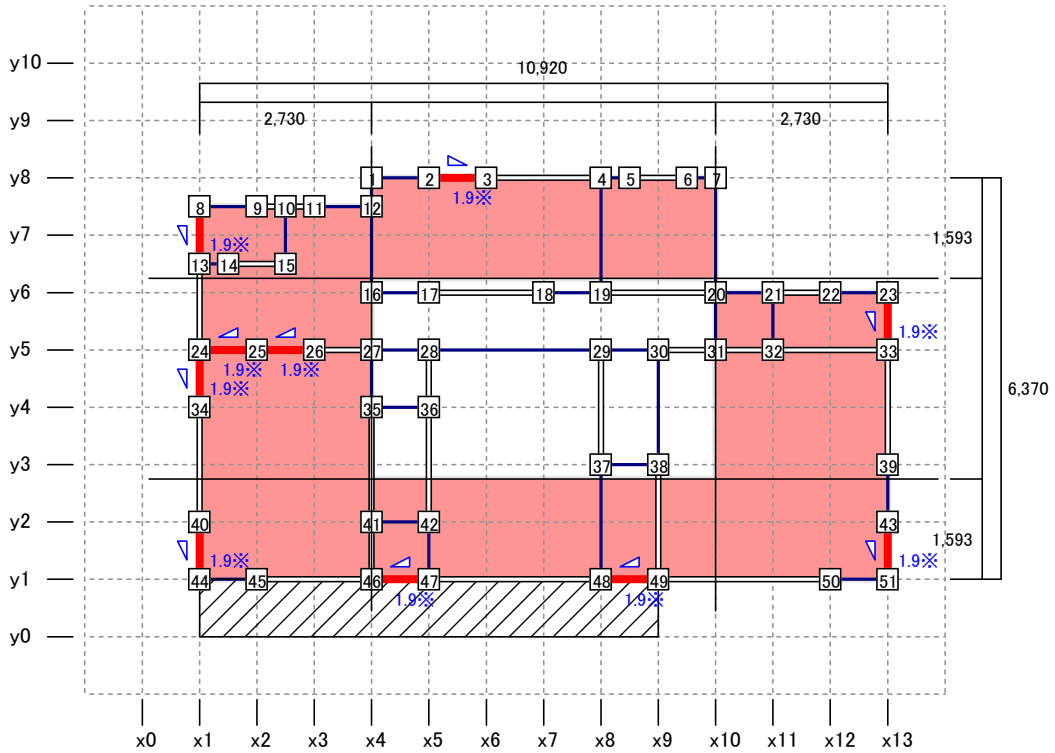 y10
10,920
y9
2,730
2,730
y8
1
2
3
4
5
6
7
1.9※
8
9
10
11
12
y7
1.9※
1,593
13
14
15
y6
16
17
18
19
20
21
22
23
1.9※
y5
24
25
26
27
28
29
30
31
32
33
1.9※
1.9※
1.9※
6,370
y4
34
35
36
y3
37
38
39
y2
40
41
42
43
1,593
1.9※
1.9※
y1
44
45
46
47
48
49
50
51
1.9※
1.9※
y0
x0
x1
x2
x3
x4
x5
x6
x7
x8
x9
x10
x11
x12
x13